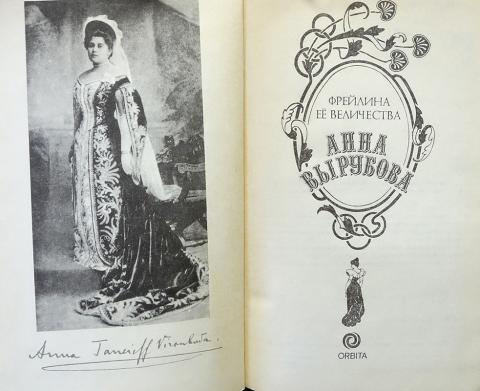 Anna Taneiff Viroubova.
ФРЕЙЛИНА
ЕЁ ВЕЛИЧЕСТВА
АННА
ВЫРУБОВА
ORBITA